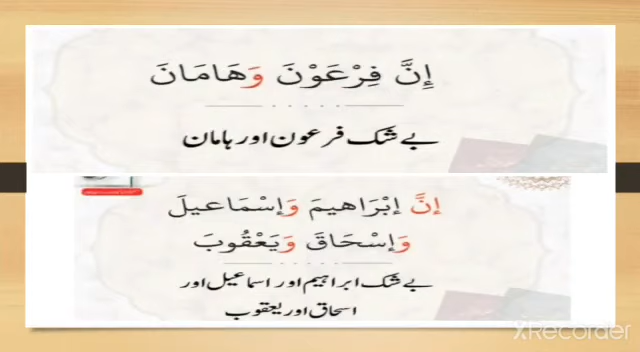 إِنَّ فِرْعَوْنَ وَهَامَانَ
بے شک فرعون اور ہامان
إِنَّ إِبْرَاهِيمَ وَإِسْمَاعِيلَ
وَإِسْحَاقَ وَيَعْقُوبَ
بے شک ابراہیم اور اسماعیل اور
اسحاق اور یعقوب
XRecorder